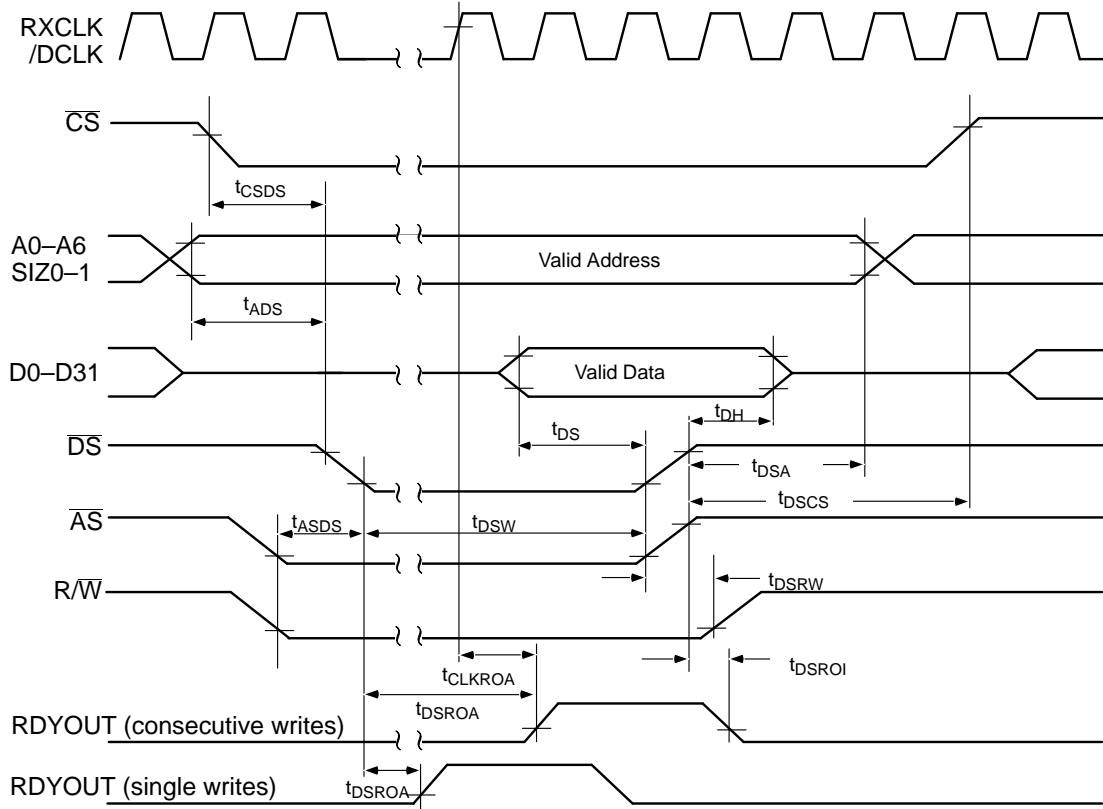 RXCLK
/DCLK
CS
tCSDS
A0–A6
SIZ0–1
Valid Address
tADS
D0–D31
Valid Data
tDH
tDS
DS
tDSA
tDSCS
AS
tASDS
tDSW
R/W
tDSRW
tCLKROA
tDSROI
tDSROA
RDYOUT (consecutive writes)
RDYOUT (single writes)
tDSROA